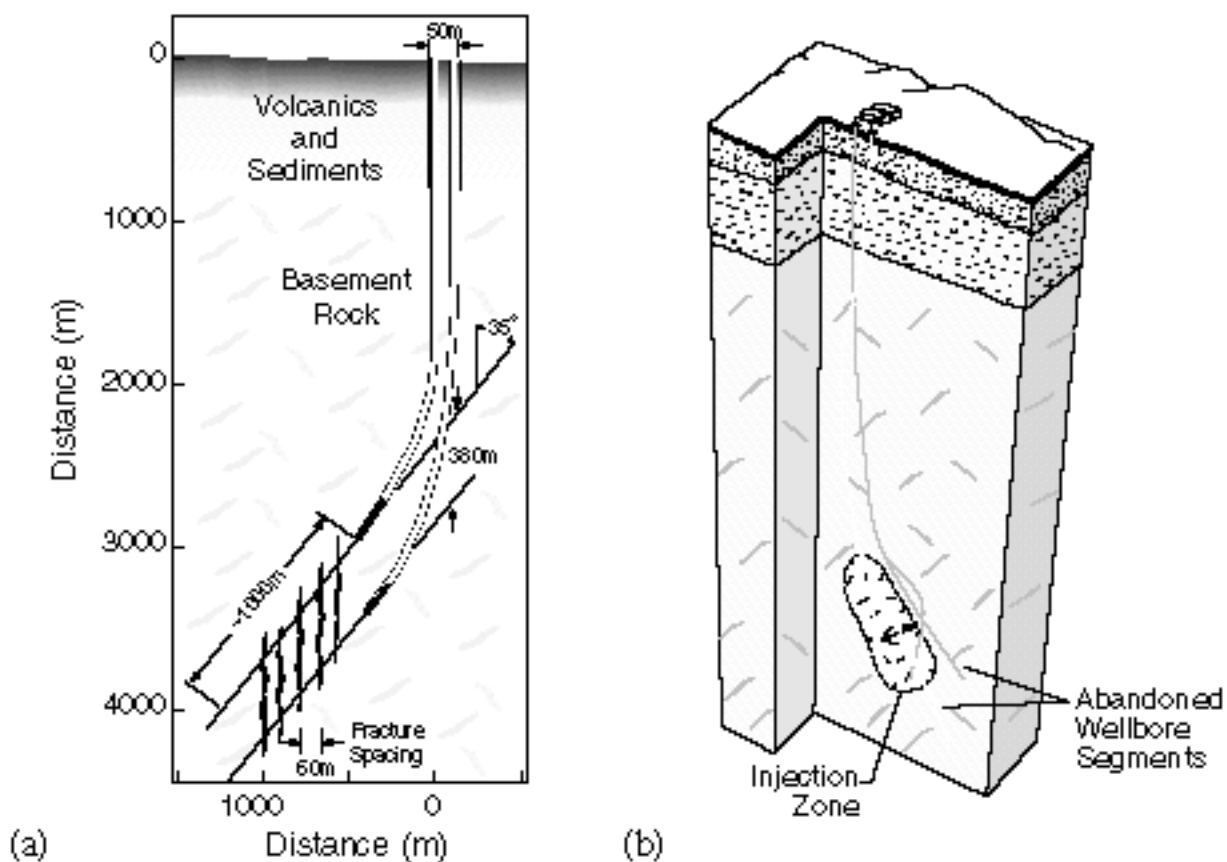 50m
0
Volcanics
and
Sediments
1000
Basement
Rock
35°
2000
380m
3000
~1000m
4000
Fracture
Spacing
60m
1000
0
Distance (m)
Distance (m)
(a)
Abandoned
Wellbore
Segments
Injection
Zone
(b)